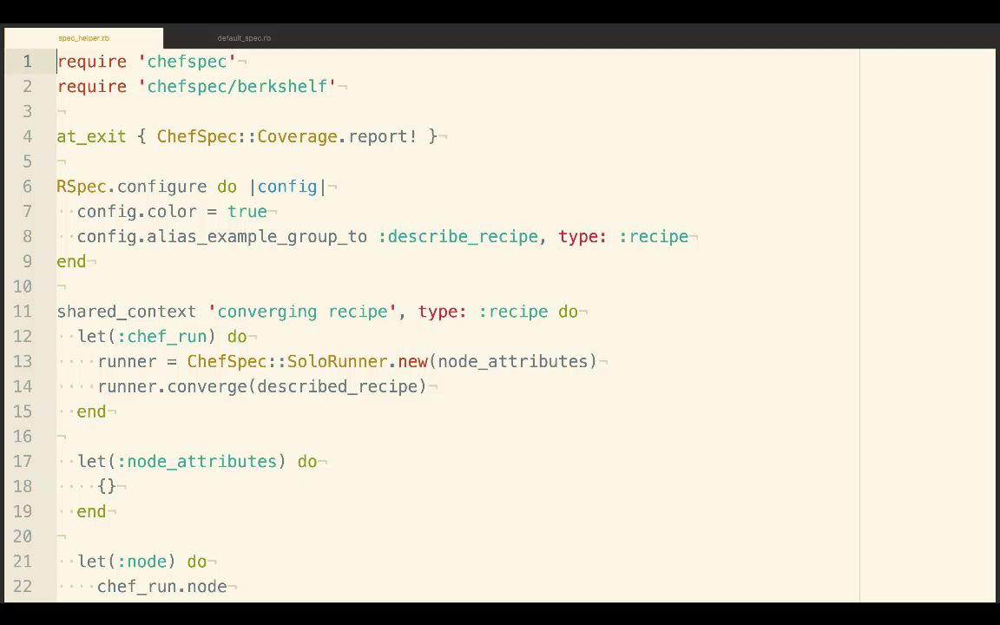 spec_helper.rb
default_spec.rb
1 require 'chefspec'¬
2 require 'chefspec/berkshelf'¬
3 ¬
4 at_exit { ChefSpec::Coverage.report! }¬
5 ¬
6 RSpec.configure do |config|¬
7 ··config.color = true¬
8 ··config.alias_example_group_to :describe_recipe, type: :recipe¬
9 end¬
10 ¬
11 shared_context 'converging recipe', type: :recipe do¬
12 ··let(:chef_run) do¬
13 ····runner = ChefSpec::SoloRunner.new(node_attributes)¬
14 ····runner.converge(described_recipe)¬
15 ··end¬
16 ¬
17 ··let(:node_attributes) do¬
18 ····{}¬
19 ··end¬
20 ¬
21 ··let(:node) do¬
22 ····chef_run.node¬